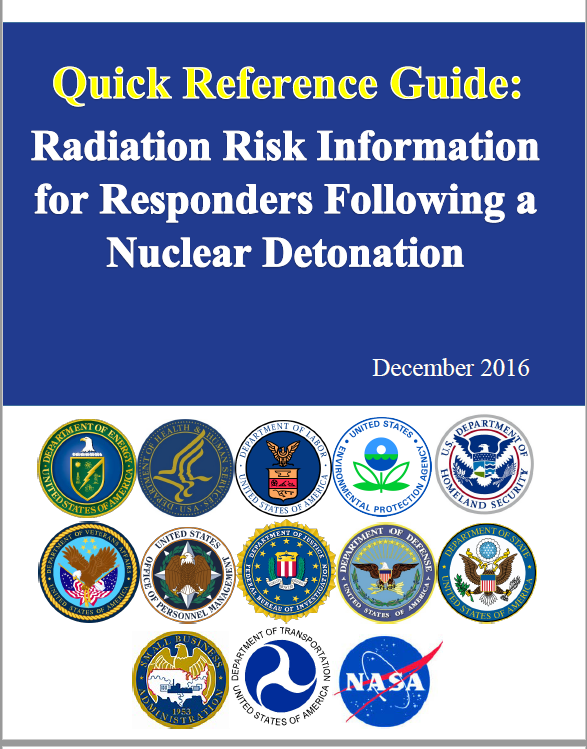 Quick Reference Guide:
Radiation Risk Information
for Responders Following a
Nuclear Detonation
December 2016
DEPARTMENT OF ENERGY
UNITED STATES OF AMERICA
DEPARTMENT OF HEALTH & HUMAN SERVICES • USA
DEPARTMENT OF LABOR
UNITED STATES OF AMERICA
UNITED STATES
ENVIRONMENTAL PROTECTION AGENCY
U.S. DEPARTMENT OF
HOMELAND SECURITY
DEPARTMENT OF VETERANS AFFAIRS
UNITED STATES OF AMERICA
UNITED STATES
OFFICE OF PERSONNEL MANAGEMENT
DEPARTMENT OF JUSTICE
FEDERAL BUREAU OF INVESTIGATION
DEPARTMENT OF DEFENSE
UNITED STATES OF AMERICA
DEPARTMENT OF STATE
UNITED STATES OF AMERICA
SMALL BUSINESS
1953
ADMINISTRATION
DEPARTMENT OF TRANSPORTATION
UNITED STATES OF AMERICA
NASA